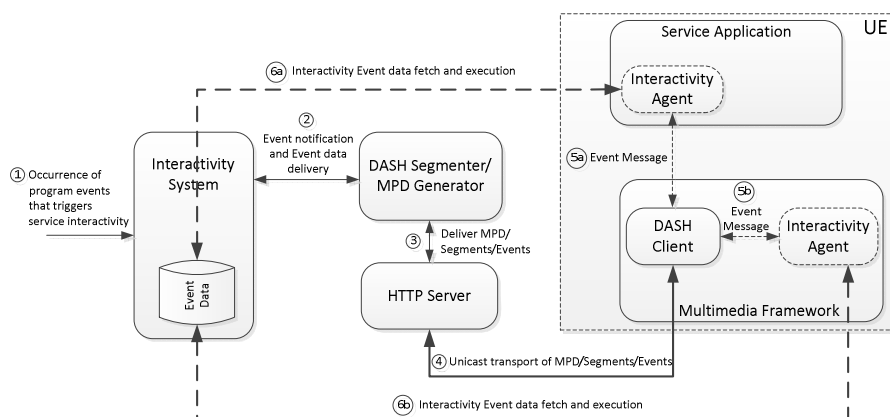 UE
Service Application
6a Interactivity Event data fetch and execution
Interactivity
Agent
2
Event notification
and Event data
delivery
1 Occurrence of
program events
that triggers
service interactivity
Interactivity
System
DASH Segmenter/
MPD Generator
5a Event Message
5b
Event
Message
3 Deliver MPD/
Segments/Events
DASH
Client
Interactivity
Agent
Event
Data
HTTP Server
Multimedia Framework
4 Unicast transport of MPD/Segments/Events
6b Interactivity Event data fetch and execution